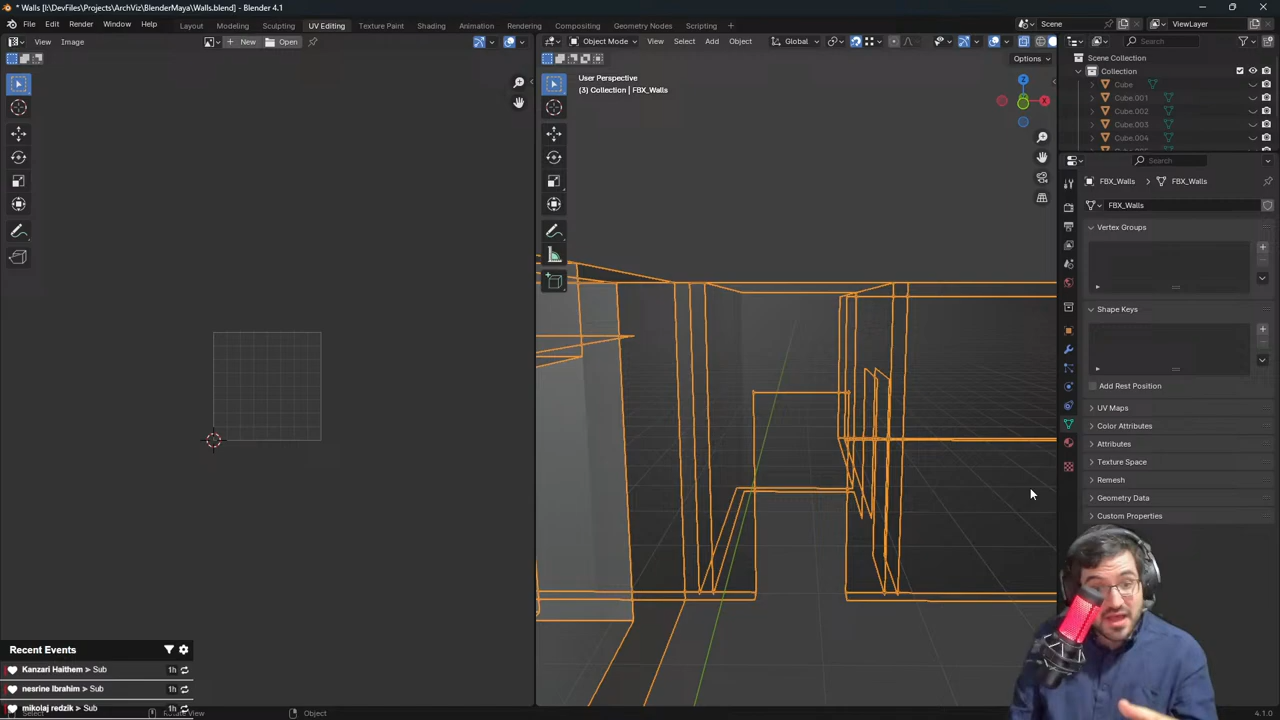 * Walls [I:\DevFiles\Projects\ArchViz\BlenderMaya\Walls.blend] - Blender 4.1
File Edit Render Window Help Layout Modeling Sculpting UV Editing Texture Paint Shading Animation Rendering Compositing Geometry Nodes Scripting + Scene ViewLayer
View Image New Open Object Mode View Select Add Object Global Search
Options
User Perspective
(3) Collection | FBX_Walls
Z
X
Scene Collection
Collection
Cube
Cube.001
Cube.002
Cube.003
Cube.004
Search
FBX_Walls > FBX_Walls
FBX_Walls
Vertex Groups
Shape Keys
Add Rest Position
UV Maps
Color Attributes
Attributes
Texture Space
Remesh
Geometry Data
Custom Properties
Recent Events
Kanzari Haithem > Sub 1h
nesrine Ibrahim > Sub 1h
mikolaj redzik > Sub 1h
Select Rotate View Object 4.1.0